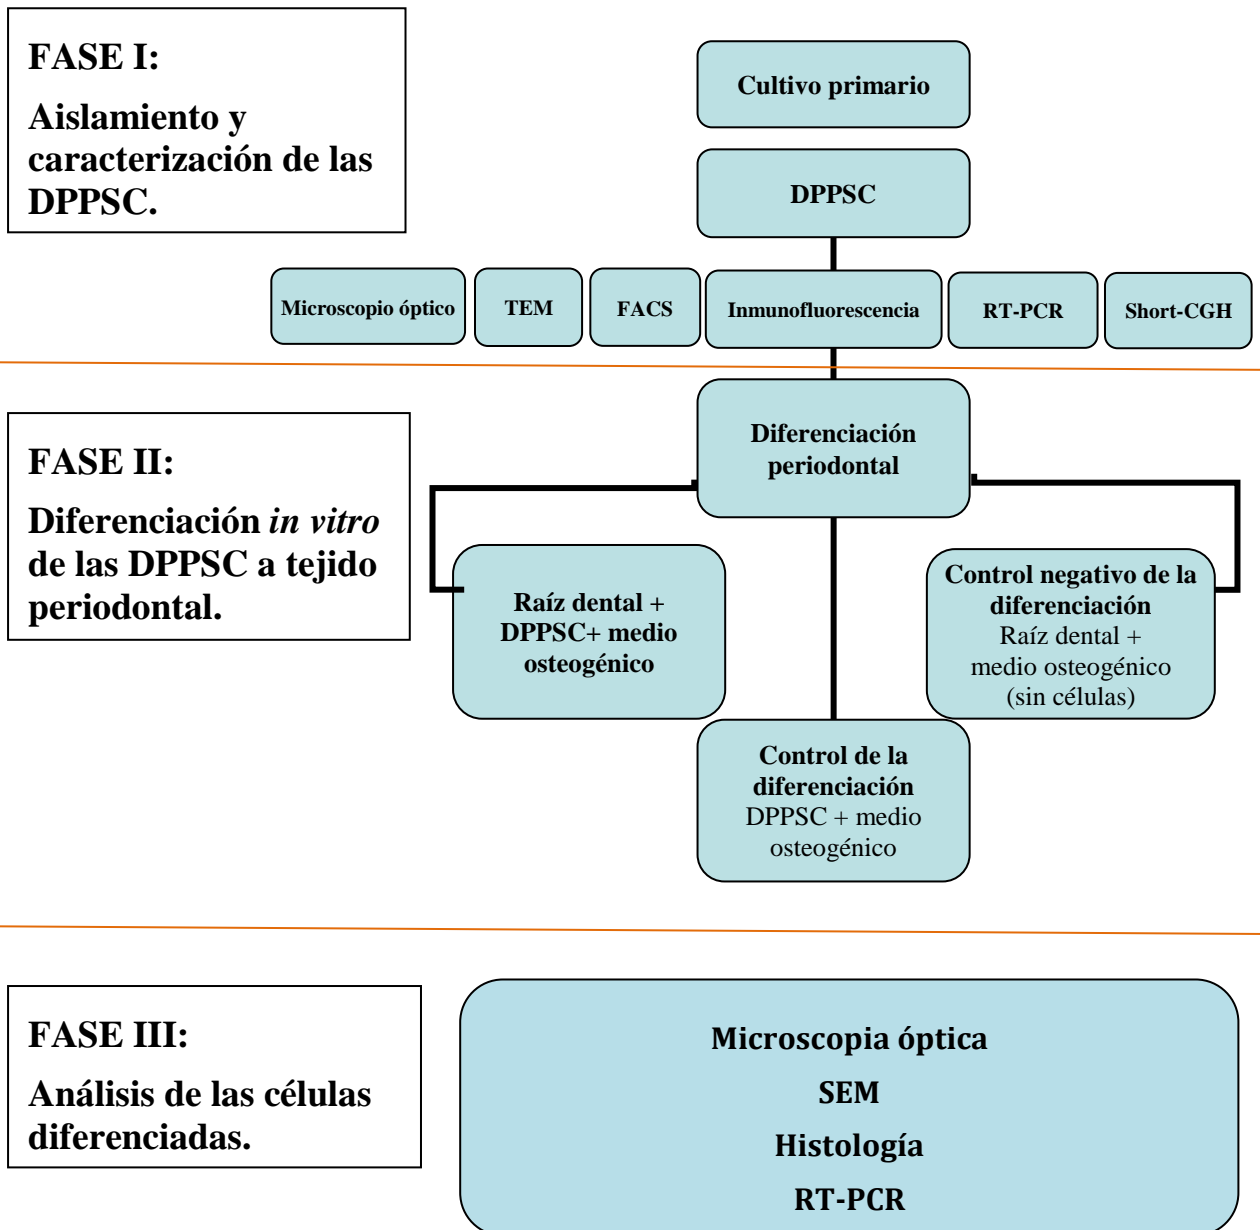 FASE I:
Aislamiento y
caracterización de las
DPPSC.
Cultivo primario
DPPSC
Microscopio óptico
TEM
FACS
Inmunofluorescencia
RT-PCR
Short-CGH
FASE II:
Diferenciación in vitro
de las DPPSC a tejido
periodontal.
Diferenciación
periodontal
Raíz dental +
DPPSC+ medio
osteogénico
Control negativo de la
diferenciación
Raíz dental +
medio osteogénico
(sin células)
Control de la
diferenciación
DPPSC + medio
osteogénico
FASE III:
Análisis de las células
diferenciadas.
Microscopia óptica
SEM
Histología
RT-PCR